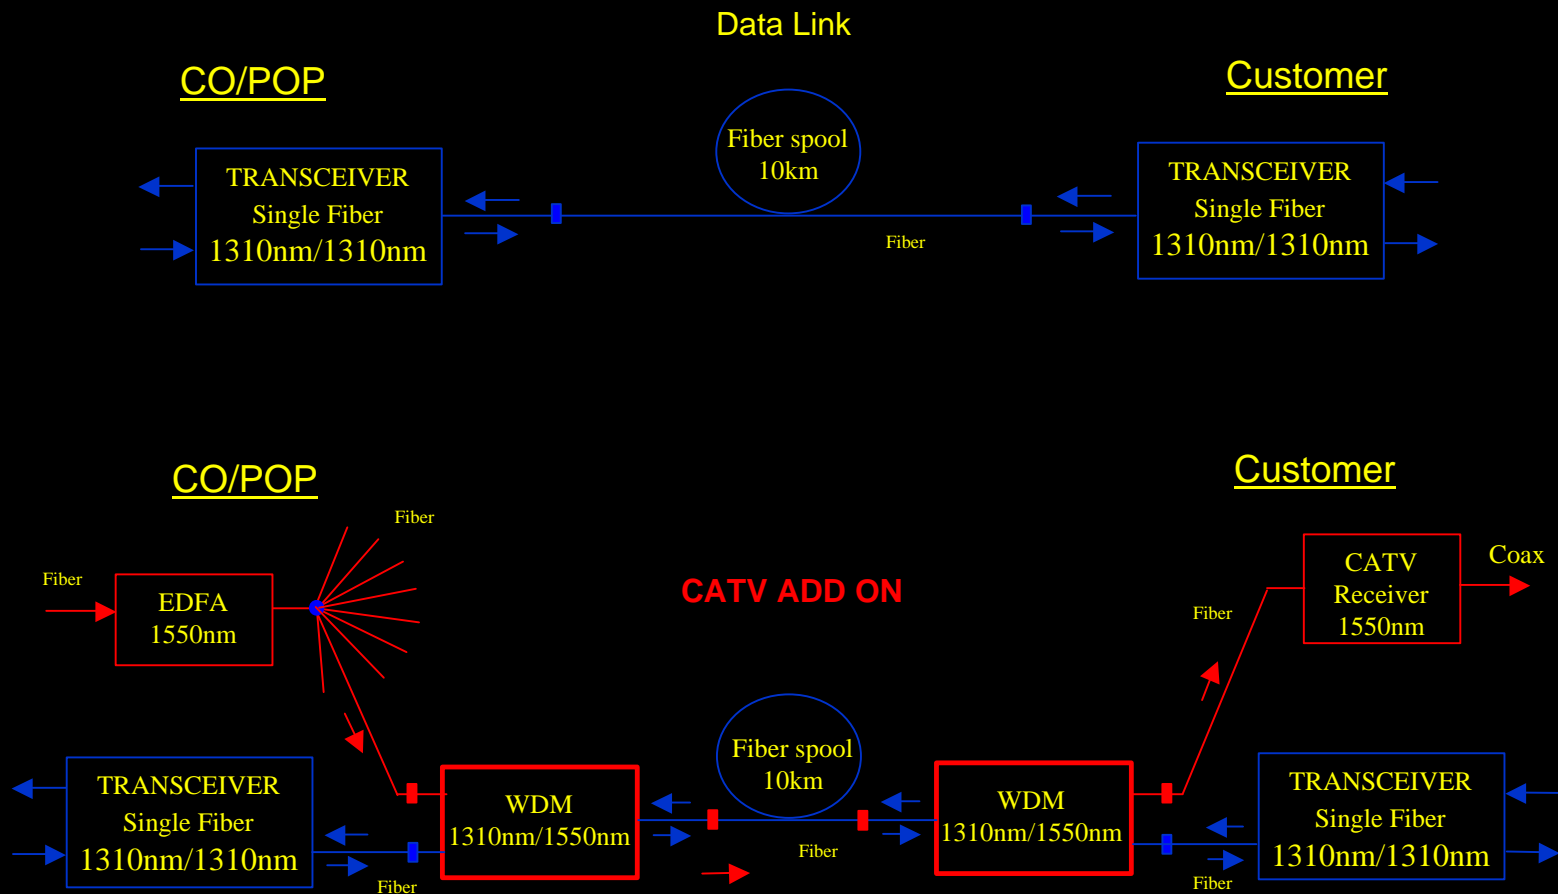 Data Link
CO/POP
Customer
Fiber spool
10km
TRANSCEIVER
Single Fiber
1310nm/1310nm
Fiber
TRANSCEIVER
Single Fiber
1310nm/1310nm
CO/POP
Customer
Fiber
Fiber
EDFA
1550nm
CATV ADD ON
CATV
Receiver
1550nm
Coax
Fiber
Fiber spool
10km
TRANSCEIVER
Single Fiber
1310nm/1310nm
Fiber
WDM
1310nm/1550nm
Fiber
WDM
1310nm/1550nm
Fiber
TRANSCEIVER
Single Fiber
1310nm/1310nm